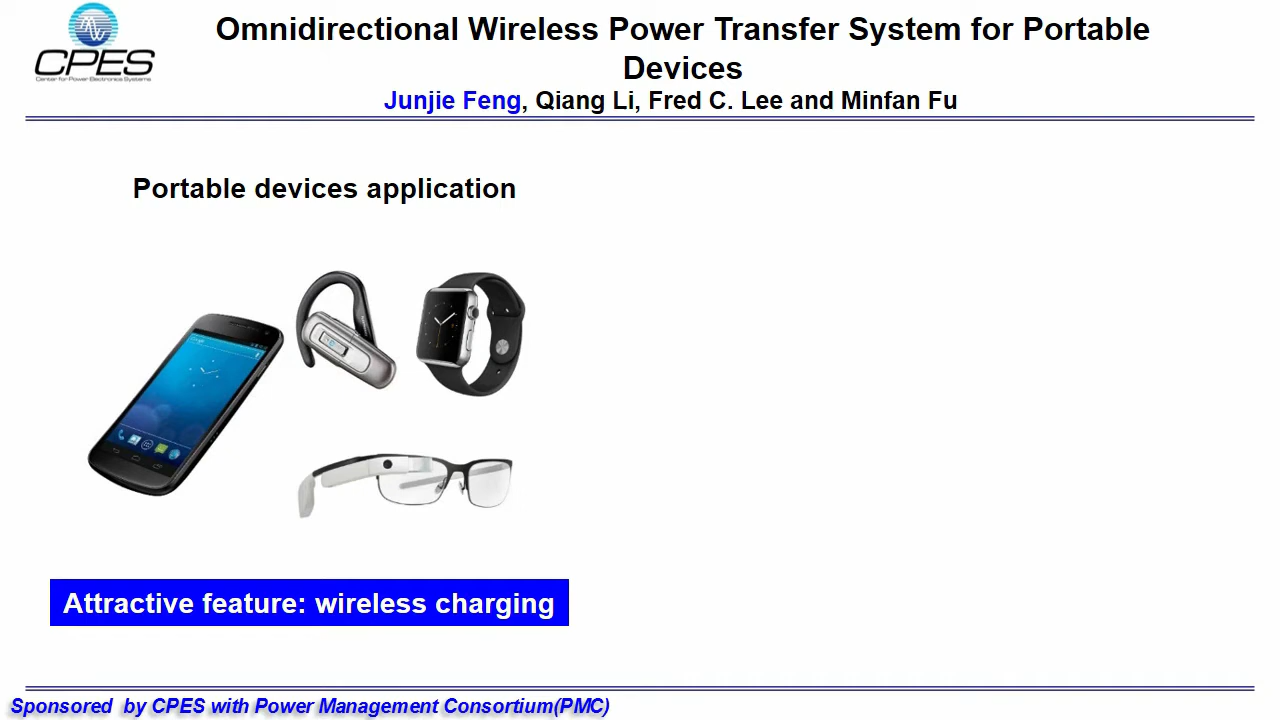 CPES
Center for Power Electronics Systems
Omnidirectional Wireless Power Transfer System for Portable
Devices
Junjie Feng, Qiang Li, Fred C. Lee and Minfan Fu
Portable devices application
Attractive feature: wireless charging
Sponsored by CPES with Power Management Consortium(PMC)